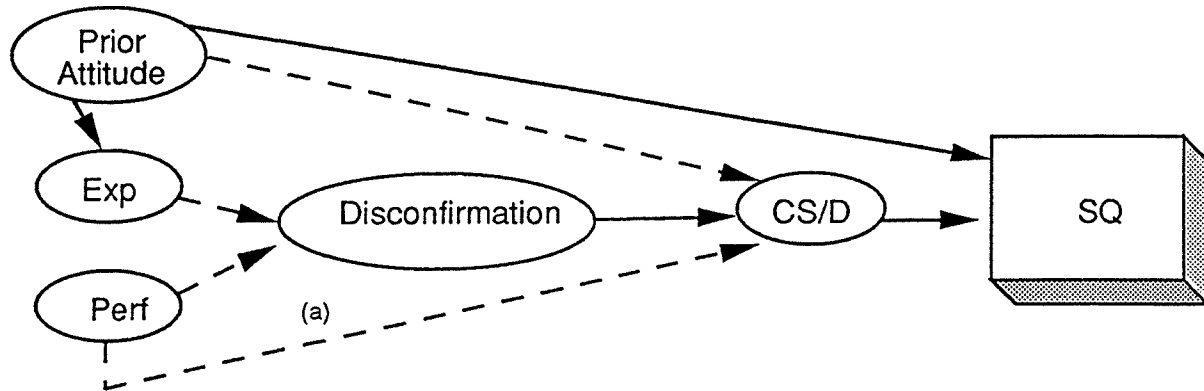 Prior
Attitude
Exp
Disconfirmation
CS/D
SQ
Perf
(a)